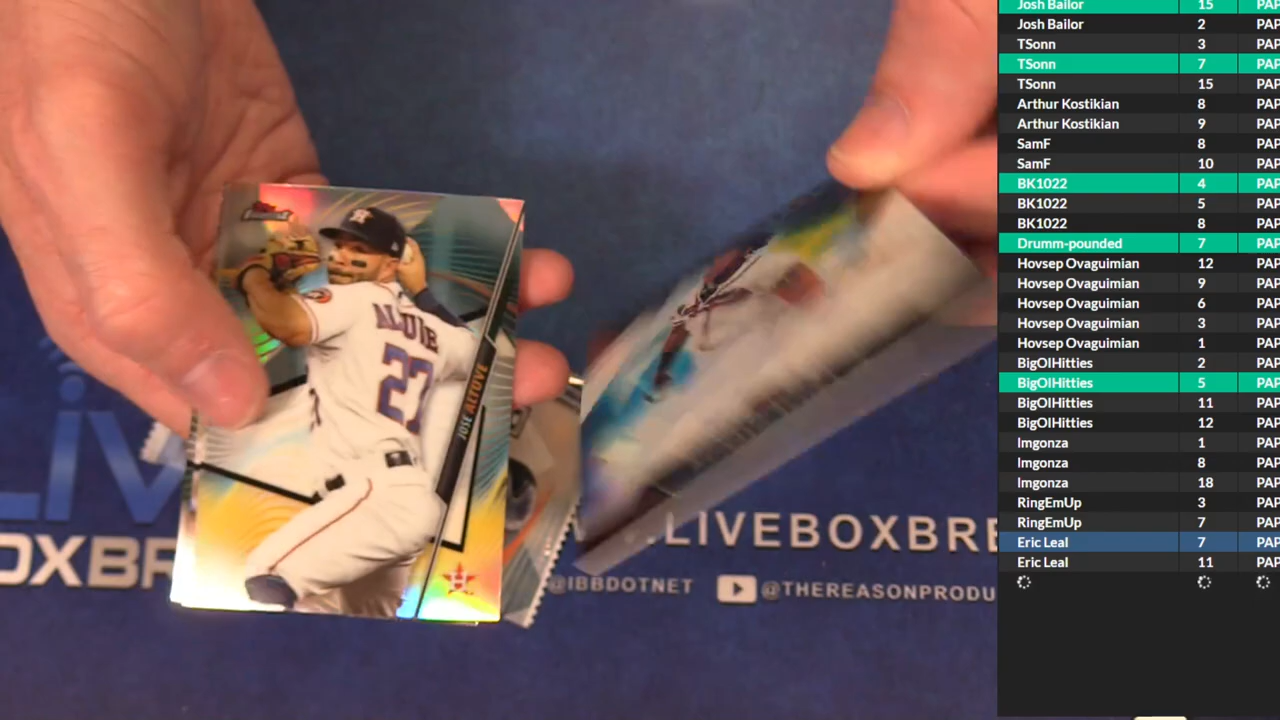 ALTUVE
27
JOSE ALTUVE
H
LIV
OXBR
.LIVEBOXBRE
@IBBDOTNET
@THEREASONPRODU
Josh Bailor 15 PAP
Josh Bailor 2 PAP
TSonn 3 PAP
TSonn 7 PAP
TSonn 15 PAP
Arthur Kostikian 8 PAP
Arthur Kostikian 9 PAP
SamF 8 PAP
SamF 10 PAP
BK1022 4 PAP
BK1022 5 PAP
BK1022 8 PAP
Drumm-pounded 7 PAP
Hovsep Ovaguimian 12 PAP
Hovsep Ovaguimian 9 PAP
Hovsep Ovaguimian 6 PAP
Hovsep Ovaguimian 3 PAP
Hovsep Ovaguimian 1 PAP
BigOlHitties 2 PAP
BigOlHitties 5 PAP
BigOlHitties 11 PAP
BigOlHitties 12 PAP
Imgonza 1 PAP
Imgonza 8 PAP
Imgonza 18 PAP
RingEmUp 3 PAP
RingEmUp 7 PAP
Eric Leal 7 PAP
Eric Leal 11 PAP